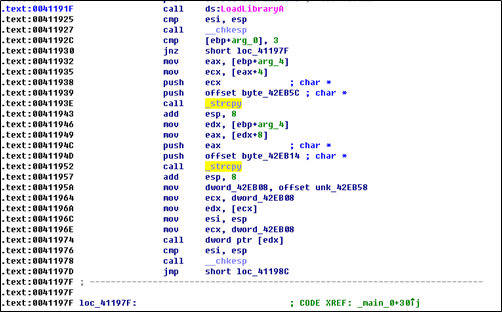 .text:0041191F call ds:LoadLibraryA
.text:00411925 cmp esi, esp
.text:00411927 call __chkesp
.text:0041192C cmp [ebp+arg_0], 3
.text:00411930 jnz short loc_41197F
.text:00411932 mov eax, [ebp+arg_4]
.text:00411935 mov ecx, [eax+4]
.text:00411938 push ecx ; char *
.text:00411939 push offset byte_42EB5C ; char *
.text:0041193E call _strcpy
.text:00411943 add esp, 8
.text:00411946 mov edx, [ebp+arg_4]
.text:00411949 mov eax, [edx+8]
.text:0041194C push eax ; char *
.text:0041194D push offset byte_42EB14 ; char *
.text:00411952 call _strcpy
.text:00411957 add esp, 8
.text:0041195A mov dword_42EB08, offset unk_42EB58
.text:00411964 mov ecx, dword_42EB08
.text:0041196A mov edx, [ecx]
.text:0041196C mov esi, esp
.text:0041196E mov ecx, dword_42EB08
.text:00411974 call dword ptr [edx]
.text:00411976 cmp esi, esp
.text:00411978 call __chkesp
.text:0041197D jmp short loc_41198C
.text:0041197F ; ---------------------------------------------------------------------------
.text:0041197F
.text:0041197F loc_41197F: ; CODE XREF: _main_0+30↑j